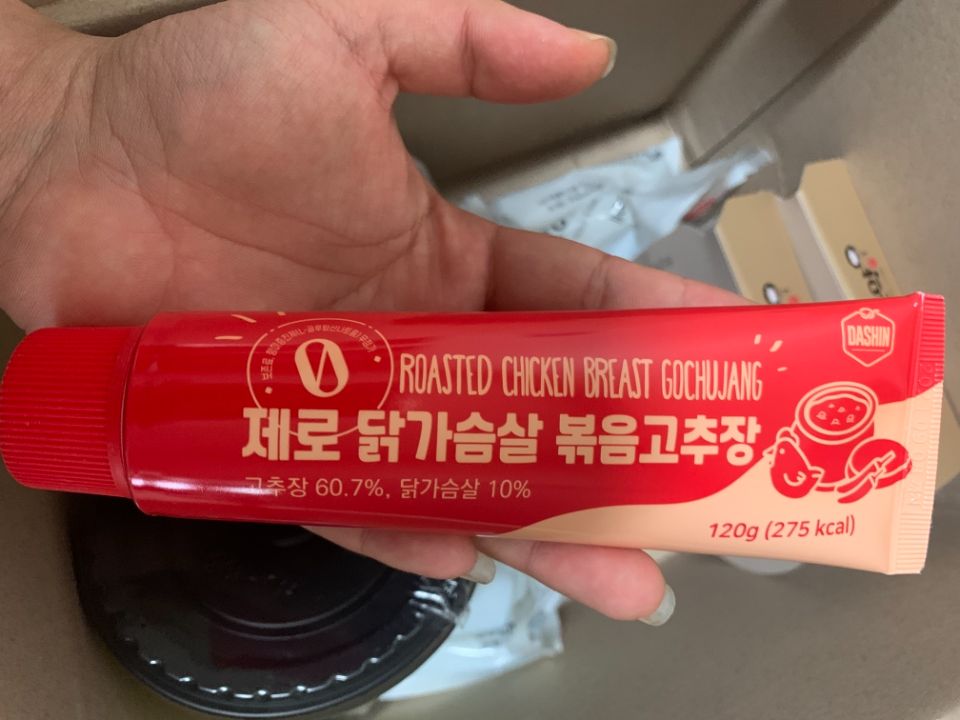 DASHIN
ROASTED CHICKEN BREAST GOCHUJANG
제로 닭가슴살 볶음고추장
고추장 60.7%, 닭가슴살 10%
120g (275 kcal)